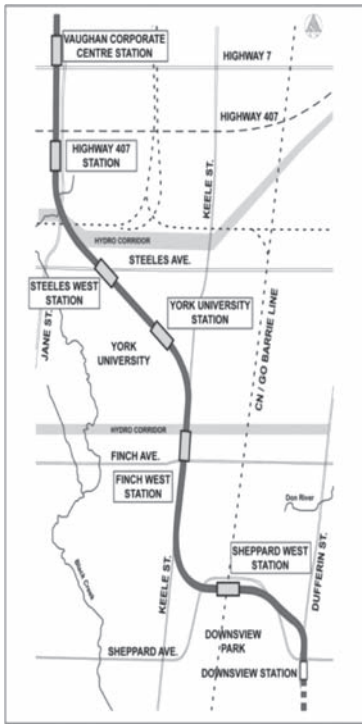 VAUGHAN CORPORATE
CENTRE STATION
HIGHWAY 7
HIGHWAY 407
HIGHWAY 407
STATION
KEELE ST.
HYDRO CORRIDOR
STEELES AVE.
STEELES WEST
STATION
YORK UNIVERSITY
STATION
JANE ST.
YORK
UNIVERSITY
CN / GO BARRIE LINE
HYDRO CORRIDOR
FINCH AVE.
FINCH WEST
STATION
Don River
SHEPPARD WEST
STATION
Black Creek
KEELE ST.
DUFFERIN ST.
DOWNSVIEW
PARK
SHEPPARD AVE.
DOWNSVIEW STATION